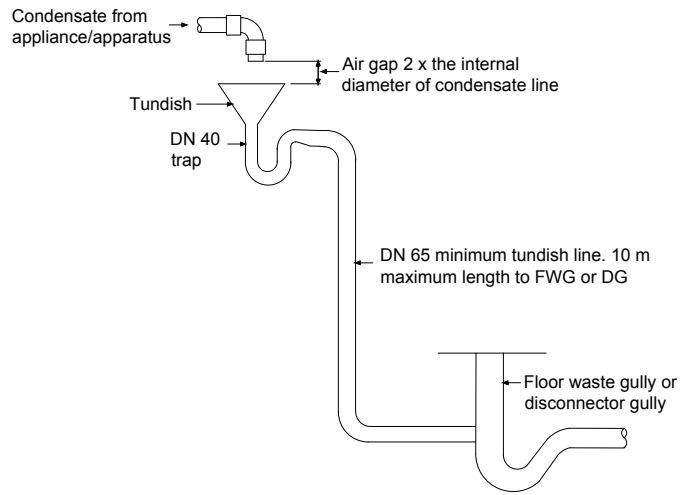 Condensate from
appliance/apparatus
Air gap 2 x the internal
diameter of condensate line
Tundish
DN 40
trap
DN 65 minimum tundish line. 10 m
maximum length to FWG or DG
Floor waste gully or
disconnector gully